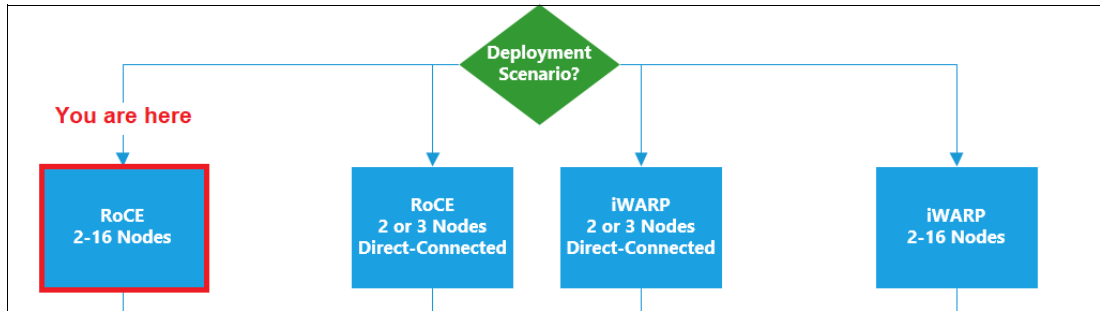 Deployment
Scenario?
You are here
RoCE
2-16 Nodes
RoCE
2 or 3 Nodes
Direct-Connected
iWARP
2 or 3 Nodes
Direct-Connected
iWARP
2-16 Nodes